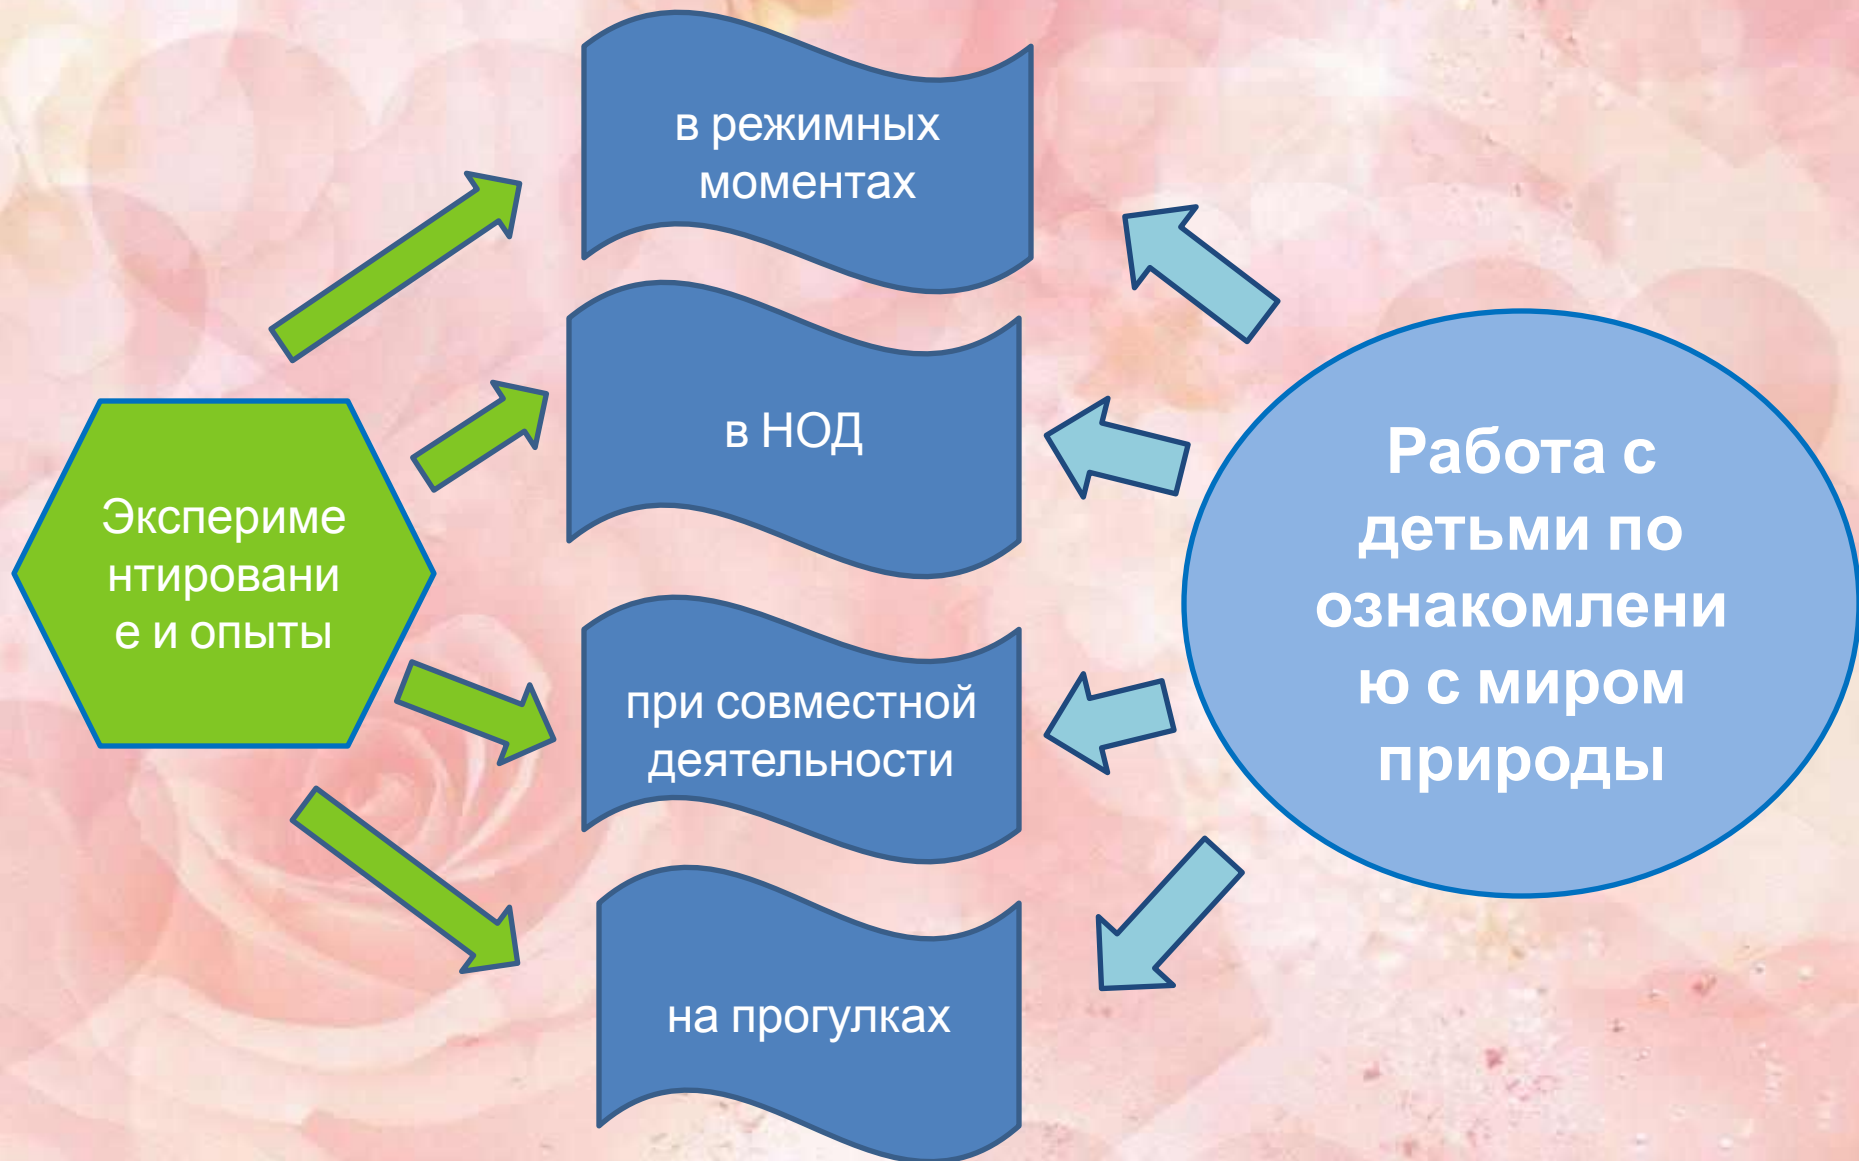 в режимных
моментах
в НОД
Экспериме
нтировани
е и опыты
при совместной
деятельности
на прогулках
Работа с
детьми по
ознакомлени
ю с миром
природы